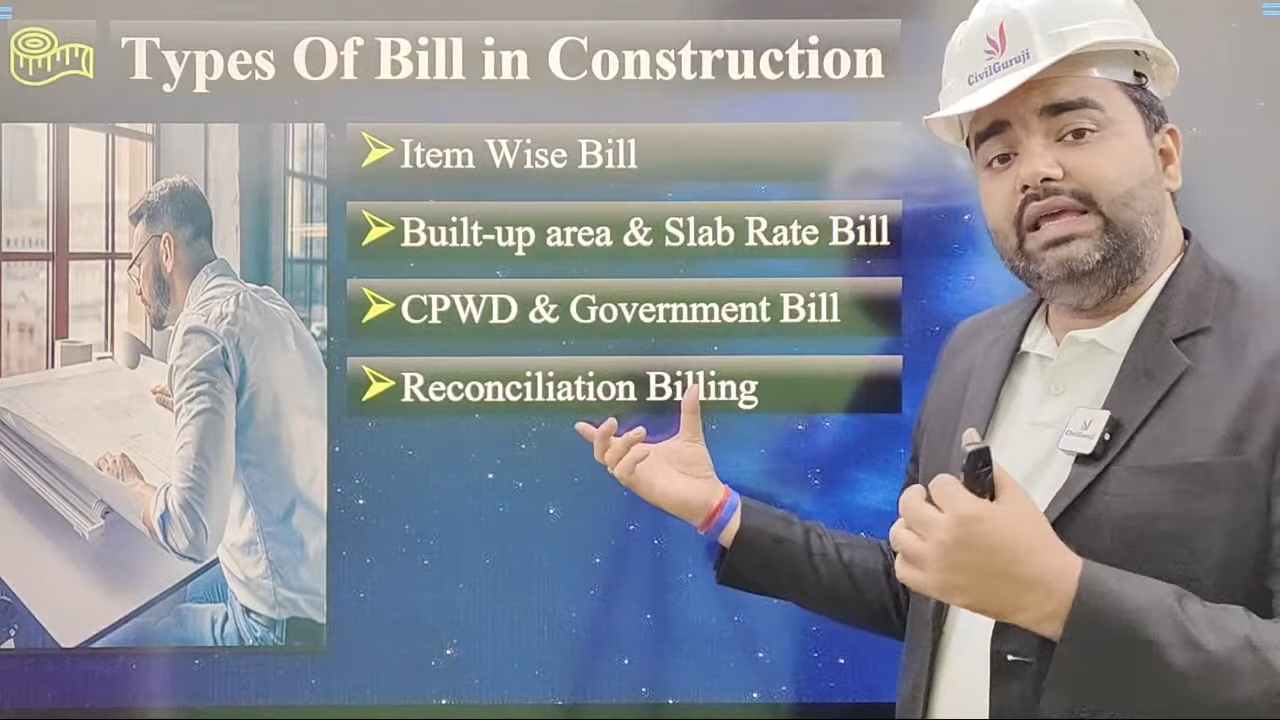 Types Of Bill in Construction
Item Wise Bill
Built-up area & Slab Rate Bill
CPWD & Government Bill
Reconciliation Billing
CivilGuruji
CivilGuruji